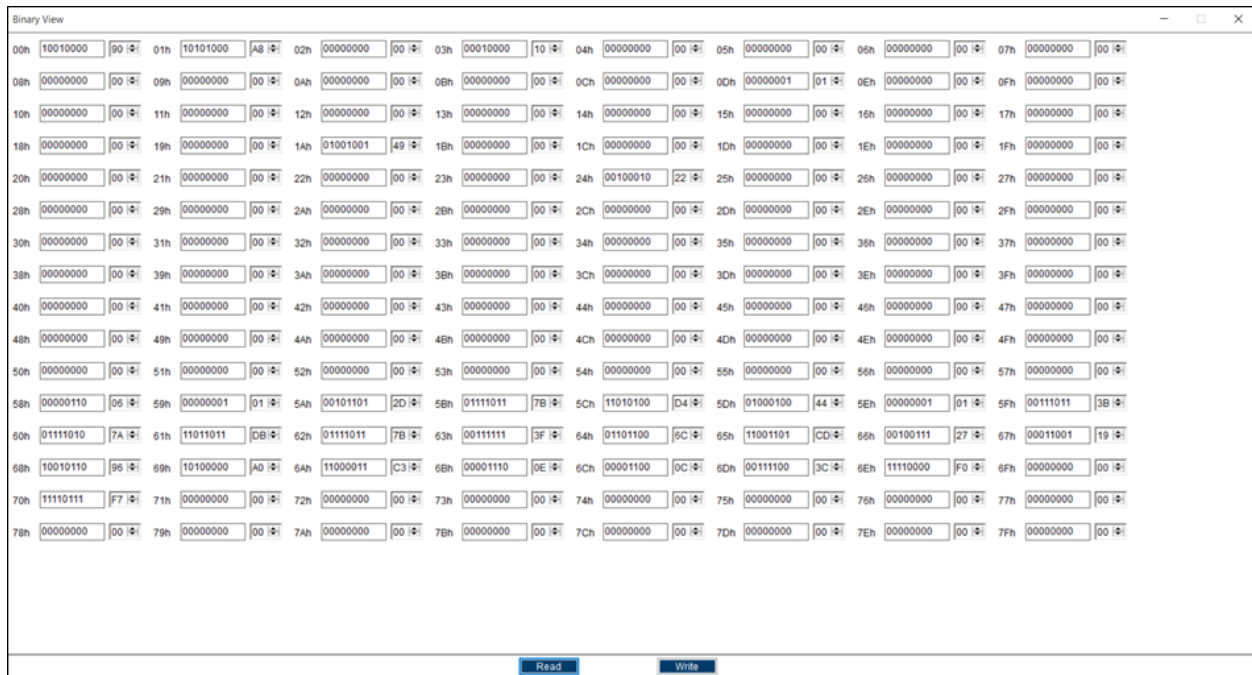 Binary View
00h 10010000 90 01h 10101000 A8 02h 00000000 00 03h 00010000 10 04h 00000000 00 05h 00000000 00 06h 00000000 00 07h 00000000 00
08h 00000000 00 09h 00000000 00 0Ah 00000000 00 0Bh 00000000 00 0Ch 00000000 00 0Dh 00000001 01 0Eh 00000000 00 0Fh 00000000 00
10h 00000000 00 11h 00000000 00 12h 00000000 00 13h 00000000 00 14h 00000000 00 15h 00000000 00 16h 00000000 00 17h 00000000 00
18h 00000000 00 19h 00000000 00 1Ah 01001001 49 1Bh 00000000 00 1Ch 00000000 00 1Dh 00000000 00 1Eh 00000000 00 1Fh 00000000 00
20h 00000000 00 21h 00000000 00 22h 00000000 00 23h 00000000 00 24h 00100010 22 25h 00000000 00 26h 00000000 00 27h 00000000 00
28h 00000000 00 29h 00000000 00 2Ah 00000000 00 2Bh 00000000 00 2Ch 00000000 00 2Dh 00000000 00 2Eh 00000000 00 2Fh 00000000 00
30h 00000000 00 31h 00000000 00 32h 00000000 00 33h 00000000 00 34h 00000000 00 35h 00000000 00 36h 00000000 00 37h 00000000 00
38h 00000000 00 39h 00000000 00 3Ah 00000000 00 3Bh 00000000 00 3Ch 00000000 00 3Dh 00000000 00 3Eh 00000000 00 3Fh 00000000 00
40h 00000000 00 41h 00000000 00 42h 00000000 00 43h 00000000 00 44h 00000000 00 45h 00000000 00 46h 00000000 00 47h 00000000 00
48h 00000000 00 49h 00000000 00 4Ah 00000000 00 4Bh 00000000 00 4Ch 00000000 00 4Dh 00000000 00 4Eh 00000000 00 4Fh 00000000 00
50h 00000000 00 51h 00000000 00 52h 00000000 00 53h 00000000 00 54h 00000000 00 55h 00000000 00 56h 00000000 00 57h 00000000 00
58h 00000110 06 59h 00000001 01 5Ah 00101101 2D 5Bh 01111011 7B 5Ch 11010100 D4 5Dh 01000100 44 5Eh 00000001 01 5Fh 00111011 3B
60h 01111010 7A 61h 11011011 DB 62h 01111011 7B 63h 00111111 3F 64h 01101100 6C 65h 11001101 CD 66h 00100111 27 67h 00011001 19
68h 10010110 96 69h 10100000 A0 6Ah 11000011 C3 6Bh 00001110 0E 6Ch 00001100 0C 6Dh 00111100 3C 6Eh 11110000 F0 6Fh 00000000 00
70h 11110111 F7 71h 00000000 00 72h 00000000 00 73h 00000000 00 74h 00000000 00 75h 00000000 00 76h 00000000 00 77h 00000000 00
78h 00000000 00 79h 00000000 00 7Ah 00000000 00 7Bh 00000000 00 7Ch 00000000 00 7Dh 00000000 00 7Eh 00000000 00 7Fh 00000000 00
Read Write